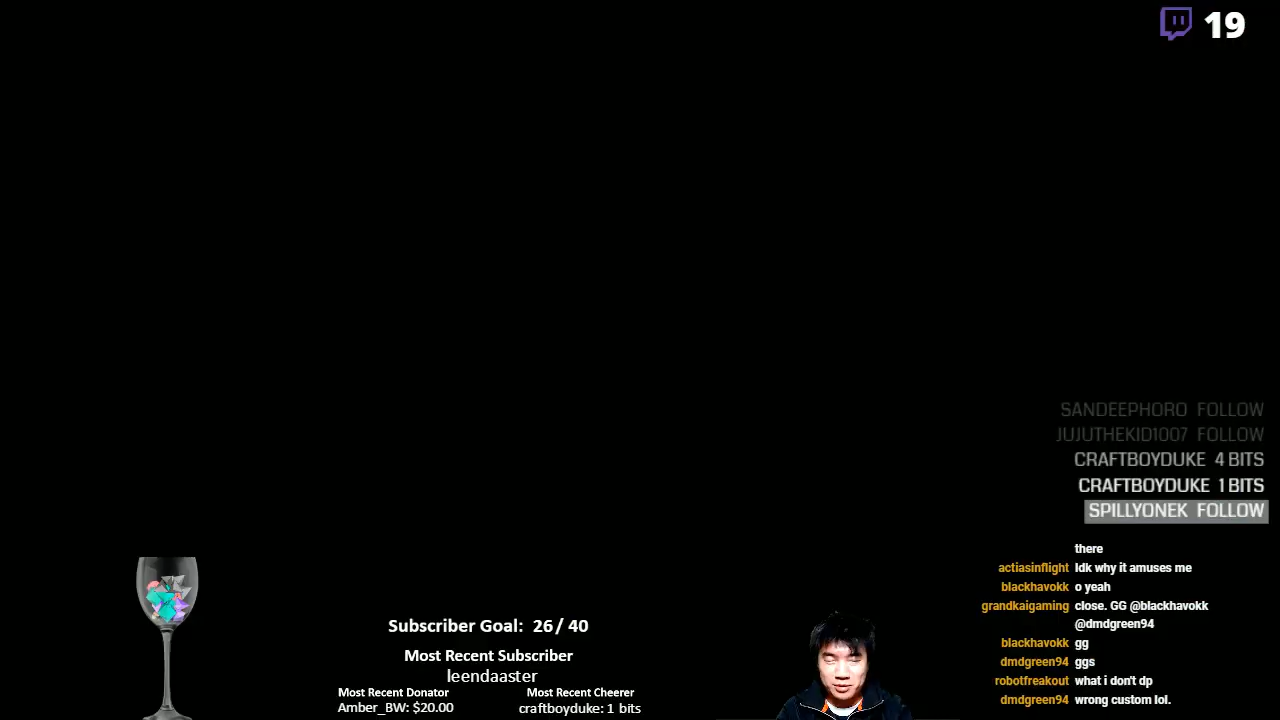 19
SANDEEPHORO FOLLOW
JUJUTHEKID1007 FOLLOW
CRAFTBOYDUKE 4 BITS
CRAFTBOYDUKE 1 BITS
SPILLYONEK FOLLOW
there
actiasinflight Idk why it amuses me
blackhavokk o yeah
grandkaigaming close. GG @blackhavokk
@dmdgreen94
blackhavokk gg
dmdgreen94 ggs
robotfreakout what i don't dp
dmdgreen94 wrong custom lol.
Subscriber Goal: 26 / 40
Most Recent Subscriber
leendaaster
Most Recent Donator
Amber_BW: $20.00
Most Recent Cheerer
craftboyduke: 1 bits